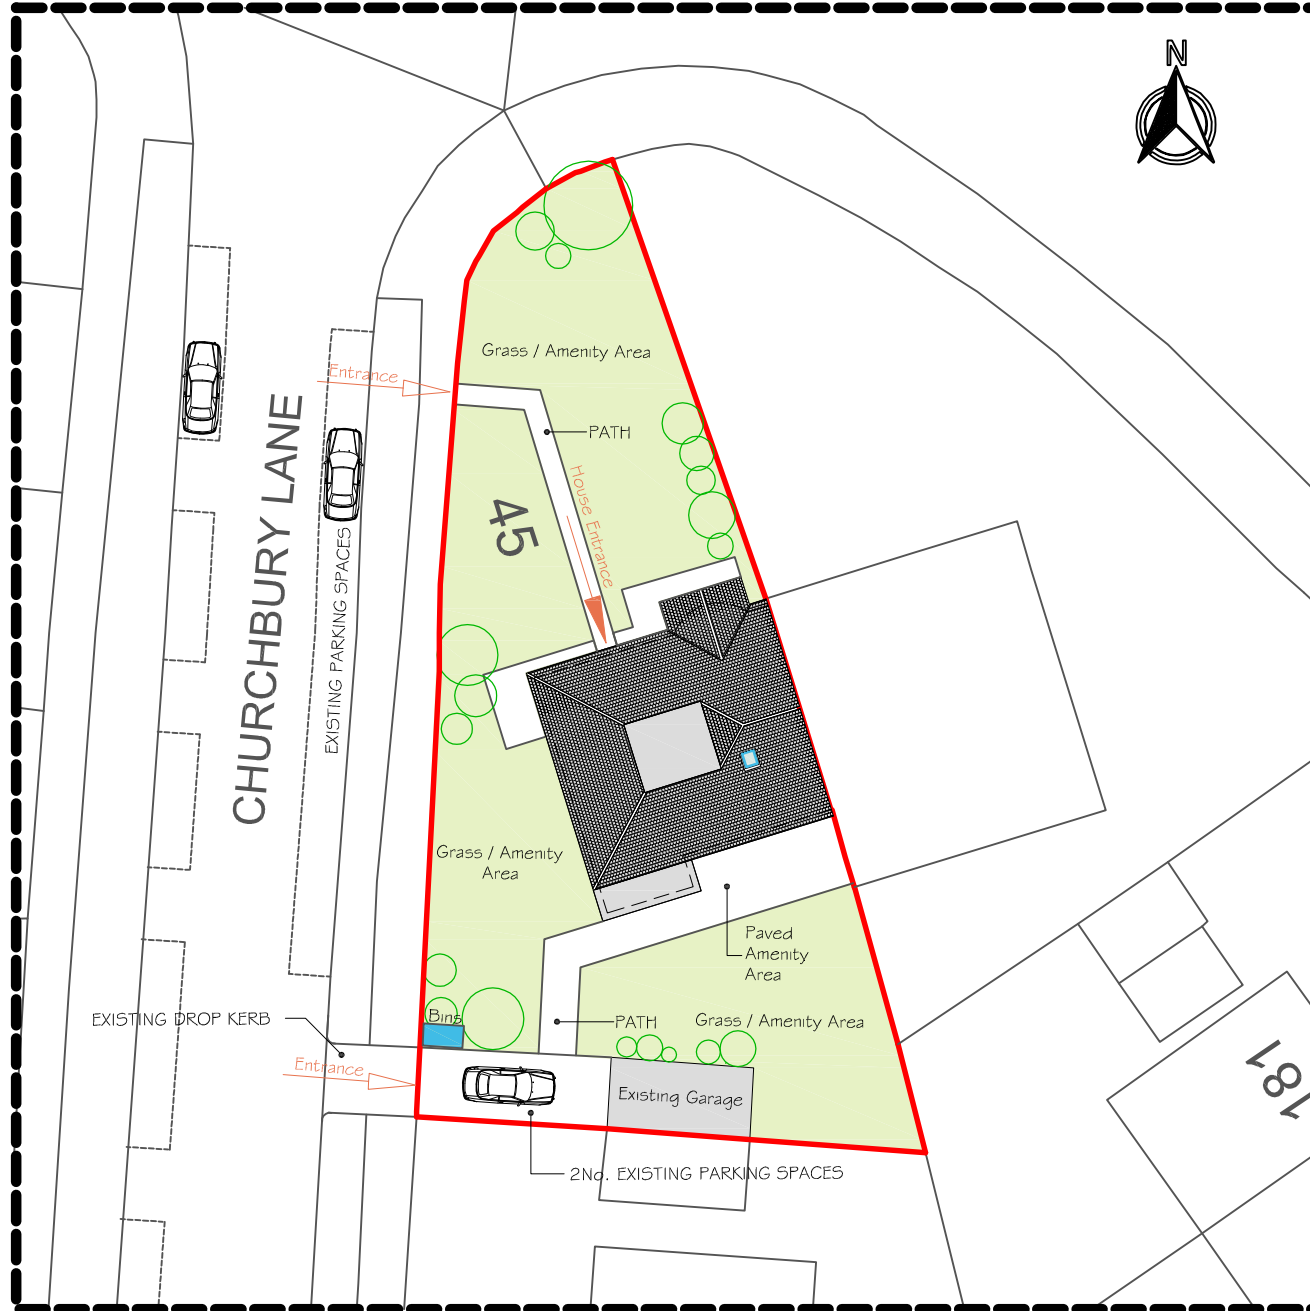 N
Grass / Amenity Area
Entrance
PATH
House Entrance
45
CHURCHBURY LANE
EXISTING PARKING SPACES
Grass / Amenity
Area
Paved
Amenity
Area
Bins
EXISTING DROP KERB
PATH
Grass / Amenity Area
Entrance
Existing Garage
181
2No. EXISTING PARKING SPACES